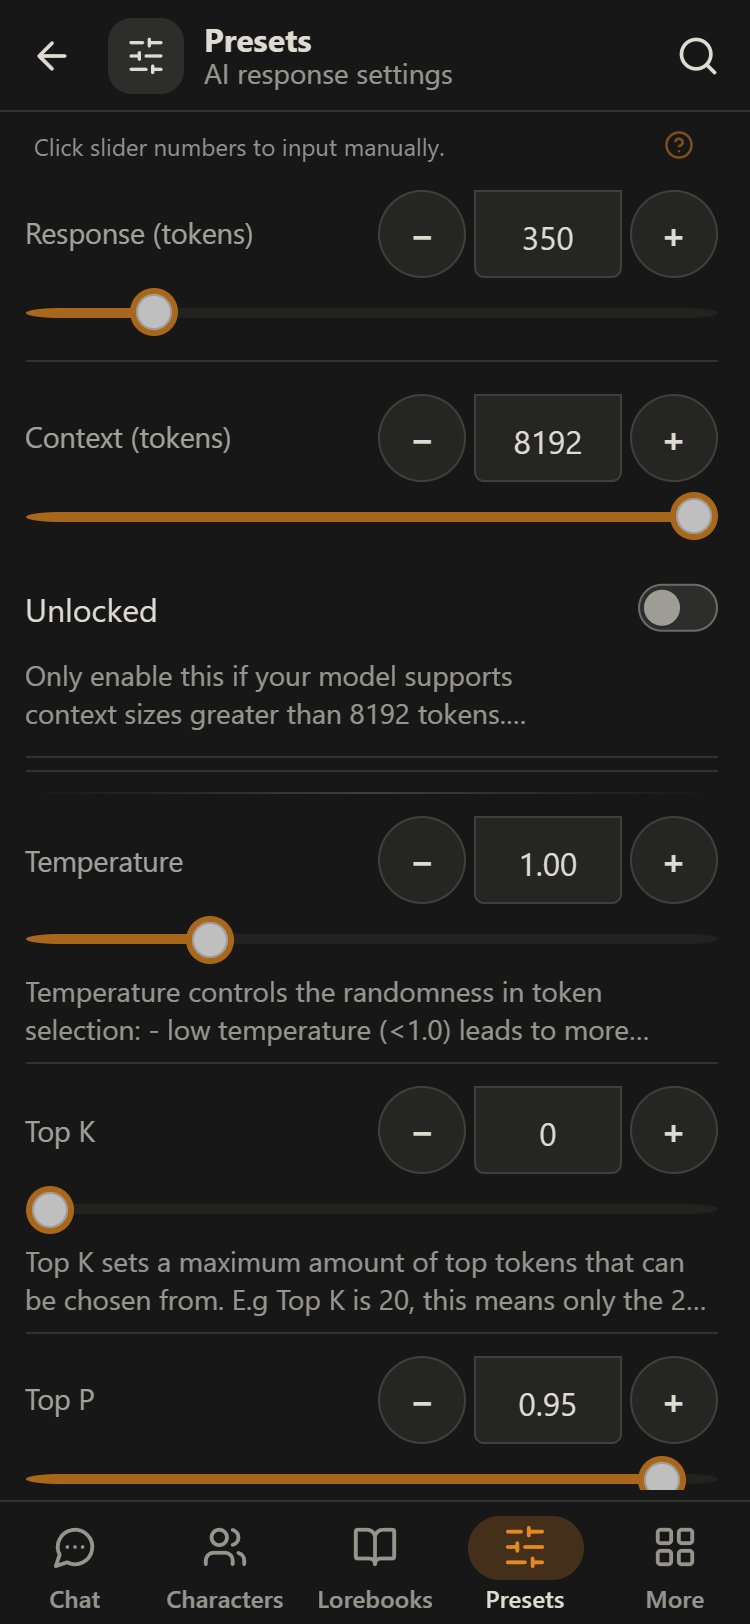 Presets
AI response settings
Click slider numbers to input manually.
Response (tokens)
−
350
+
Context (tokens)
−
8192
+
Unlocked
Only enable this if your model supports
context sizes greater than 8192 tokens....
Temperature
−
1.00
+
Temperature controls the randomness in token
selection: - low temperature (<1.0) leads to more...
Top K
−
0
+
Top K sets a maximum amount of top tokens that can
be chosen from. E.g Top K is 20, this means only the 2...
Top P
−
0.95
+
Chat
Characters
Lorebooks
Presets
More